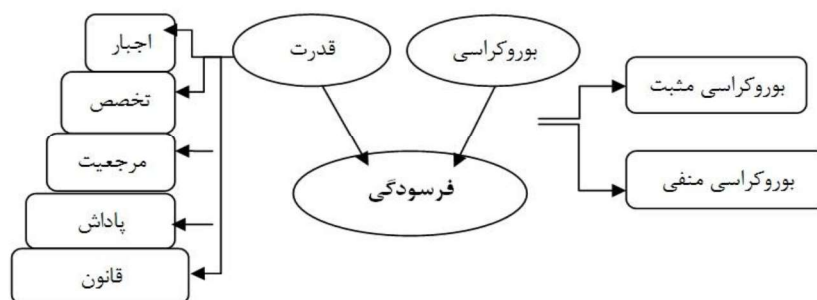 اجبار
قدرت
بوروکراسی
بوروکراسی مثبت
تخصص
مرجعیت
فرسودگی
بوروکراسی منفی
پاداش
قانون